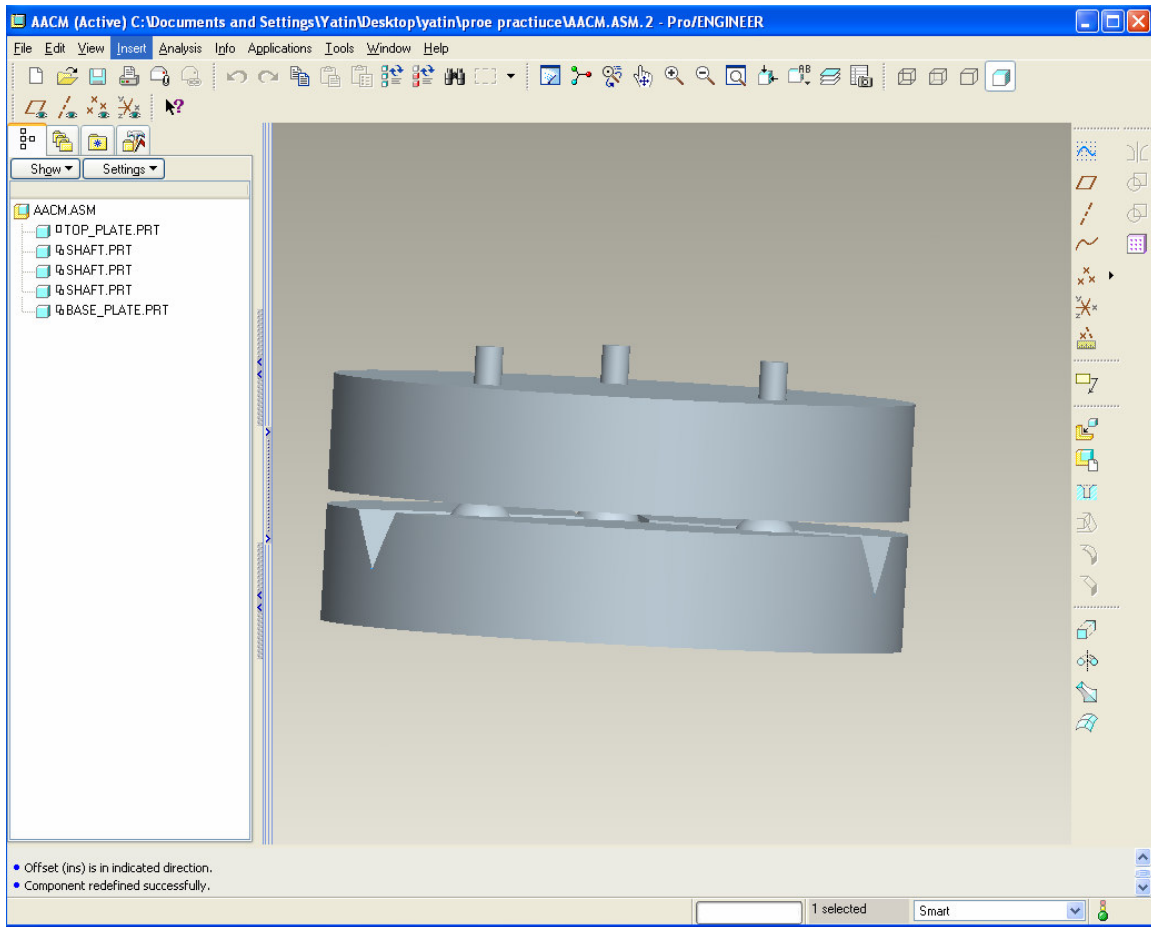 AACM (Active) C:\Documents and Settings\Yatin\Desktop\yatin\proe practiuce\AACM.ASM.2 - Pro/ENGINEER
File Edit View Insert Analysis Info Applications Tools Window Help
Show Settings
AACM.ASM
TOP_PLATE.PRT
SHAFT.PRT
SHAFT.PRT
SHAFT.PRT
BASE_PLATE.PRT
• Offset (ins) is in indicated direction.
• Component redefined successfully.
1 selected Smart